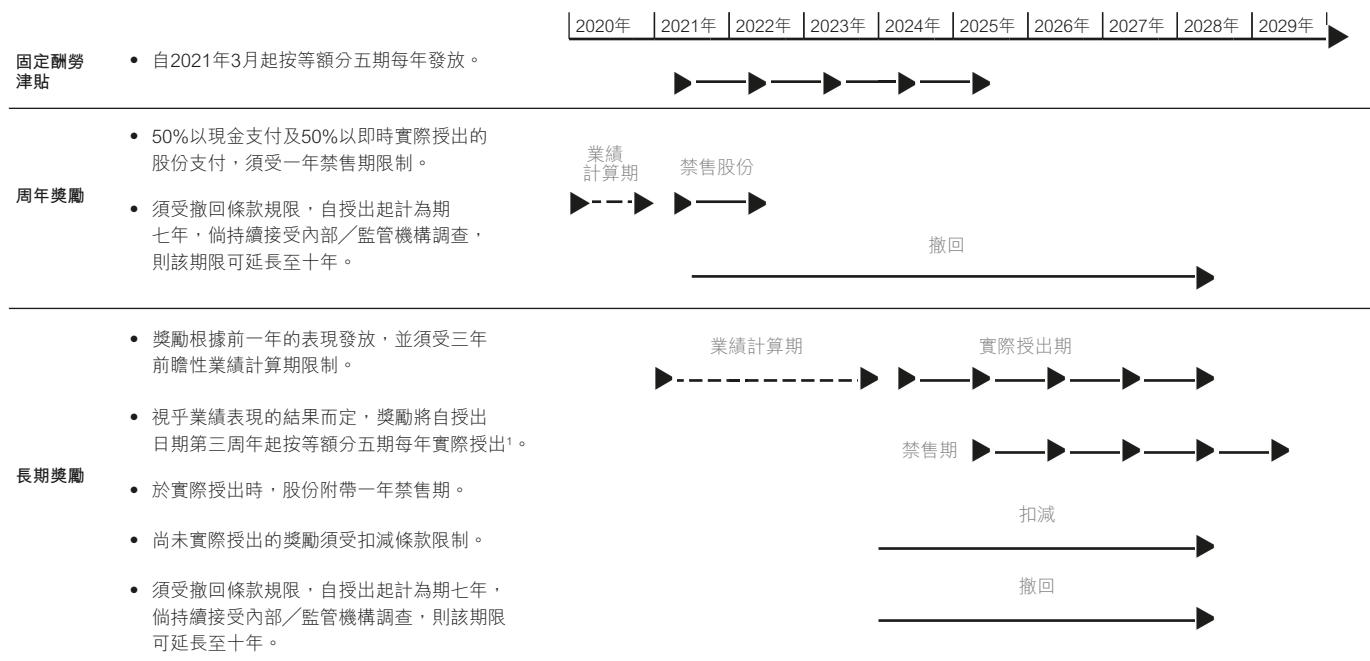 2020年 2021年 2022年 2023年 2024年 2025年 2026年 2027年 2028年 2029年
固定酬勞
津貼
• 自2021年3月起按等額分五期每年發放。
周年獎勵
• 50%以現金支付及50%以即時實際授出的
股份支付，須受一年禁售期限制。
• 須受撤回條款規限，自授出起計為期
七年，倘持續接受內部／監管機構調查，
則該期限可延長至十年。
業績
計算期
禁售股份
撤回
長期獎勵
• 獎勵根據前一年的表現發放，並須受三年
前瞻性業績計算期限制。
• 視乎業績表現的結果而定，獎勵將自授出
日期第三周年起按等額分五期每年實際授出¹。
• 於實際授出時，股份附帶一年禁售期。
• 尚未實際授出的獎勵須受扣減條款限制。
• 須受撤回條款規限，自授出起計為期七年，
倘持續接受內部／監管機構調查，則該期限
可延長至十年。
業績計算期
實際授出期
禁售期
扣減
撤回